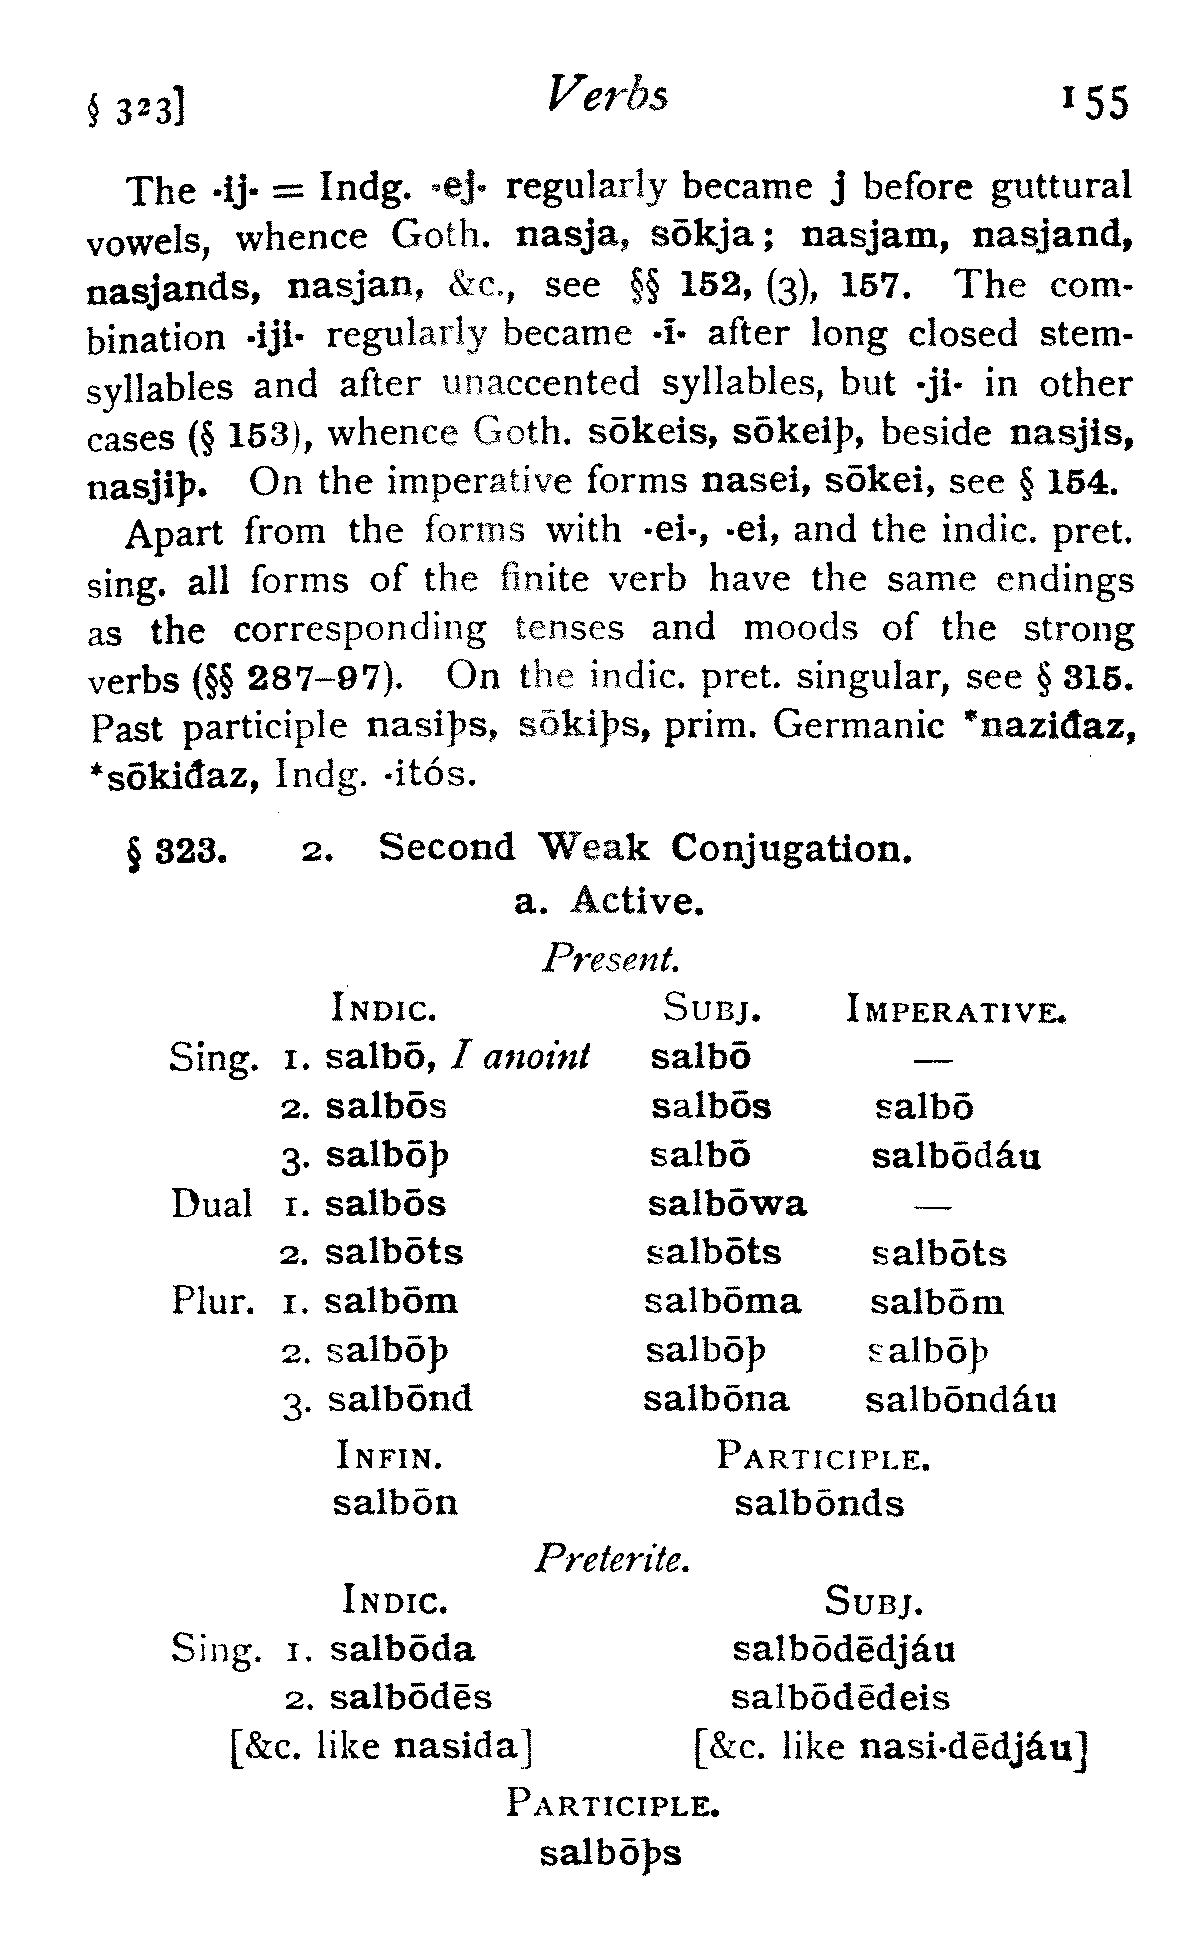 § 323] Verbs 155
The ·ij· = Indg. ·ej· regularly became j before guttural
vowels, whence Goth. nasja, sōkja; nasjam, nasjand,
nasjands, nasjan, &c., see §§ 152, (3), 157. The com-
bination ·iji· regularly became ·ī· after long closed stem-
syllables and after unaccented syllables, but ·ji· in other
cases (§ 153), whence Goth. sōkeis, sōkeiþ, beside nasjis,
nasjiþ. On the imperative forms nasei, sōkei, see § 154.
Apart from the forms with ·ei·, ·ei, and the indic. pret.
sing. all forms of the finite verb have the same endings
as the corresponding tenses and moods of the strong
verbs (§§ 287–97). On the indic. pret. singular, see § 315.
Past participle nasiþs, sōkiþs, prim. Germanic *naziđaz,
*sōkiđaz, Indg. ·itós.
§ 323. 2. Second Weak Conjugation.
a. Active.
Present.
Indic. Subj. Imperative.
Sing. 1. salbō, I anoint salbō —
2. salbōs salbōs salbō
3. salbōþ salbō salbōdáu
Dual 1. salbōs salbōwa —
2. salbōts salbōts salbōts
Plur. 1. salbōm salbōma salbōm
2. salbōþ salbōþ salbōþ
3. salbōnd salbōna salbōndáu
Infin. Participle.
salbōn salbōnds
Preterite.
Indic. Subj.
Sing. 1. salbōda salbōdēdjáu
2. salbōdēs salbōdēdeis
[&c. like nasida] [&c. like nasi·dēdjáu]
Participle.
salbōþs